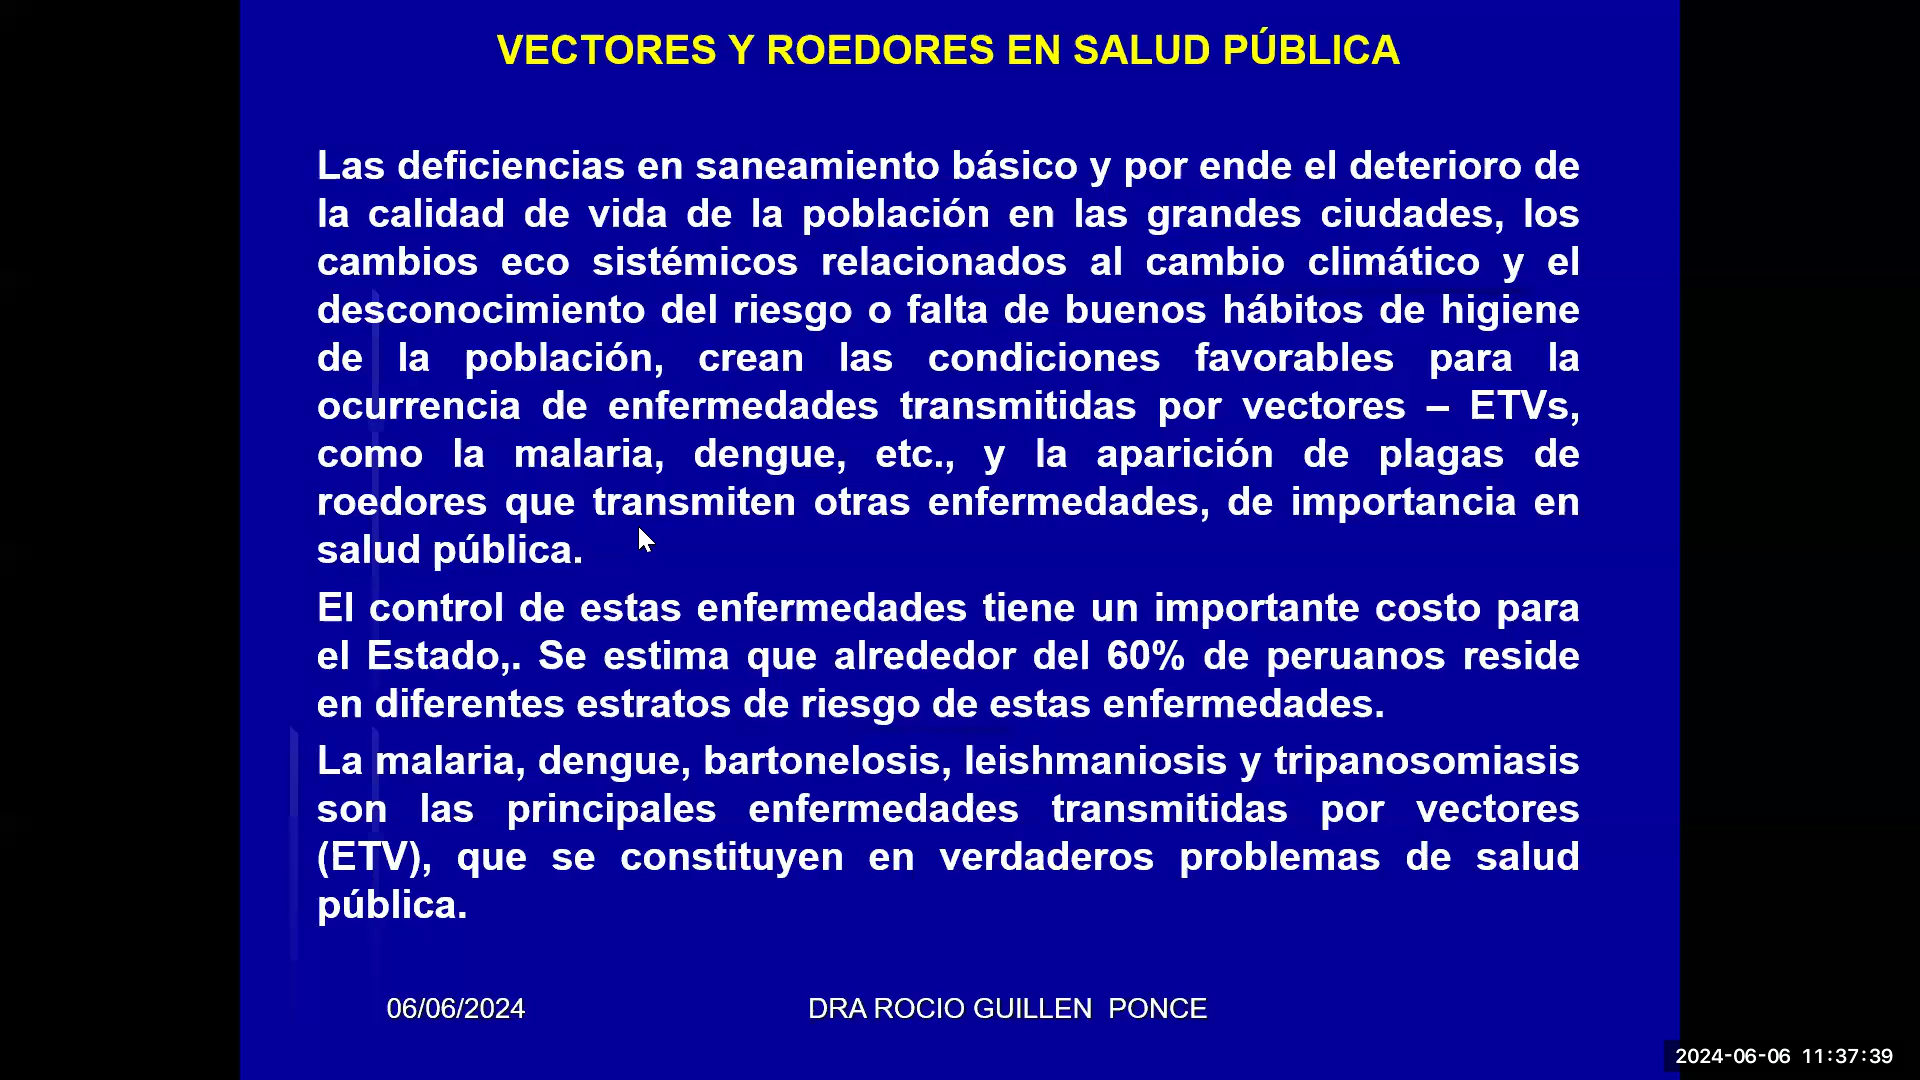 VECTORES Y ROEDORES EN SALUD PÚBLICA
Las deficiencias en saneamiento básico y por ende el deterioro de
la calidad de vida de la población en las grandes ciudades, los
cambios eco sistémicos relacionados al cambio climático y el
desconocimiento del riesgo o falta de buenos hábitos de higiene
de la población, crean las condiciones favorables para la
ocurrencia de enfermedades transmitidas por vectores – ETVs,
como la malaria, dengue, etc., y la aparición de plagas de
roedores que transmiten otras enfermedades, de importancia en
salud pública.
El control de estas enfermedades tiene un importante costo para
el Estado,. Se estima que alrededor del 60% de peruanos reside
en diferentes estratos de riesgo de estas enfermedades.
La malaria, dengue, bartonelosis, leishmaniosis y tripanosomiasis
son las principales enfermedades transmitidas por vectores
(ETV), que se constituyen en verdaderos problemas de salud
pública.
06/06/2024
DRA ROCIO GUILLEN  PONCE
2024-06-06 11:37:39